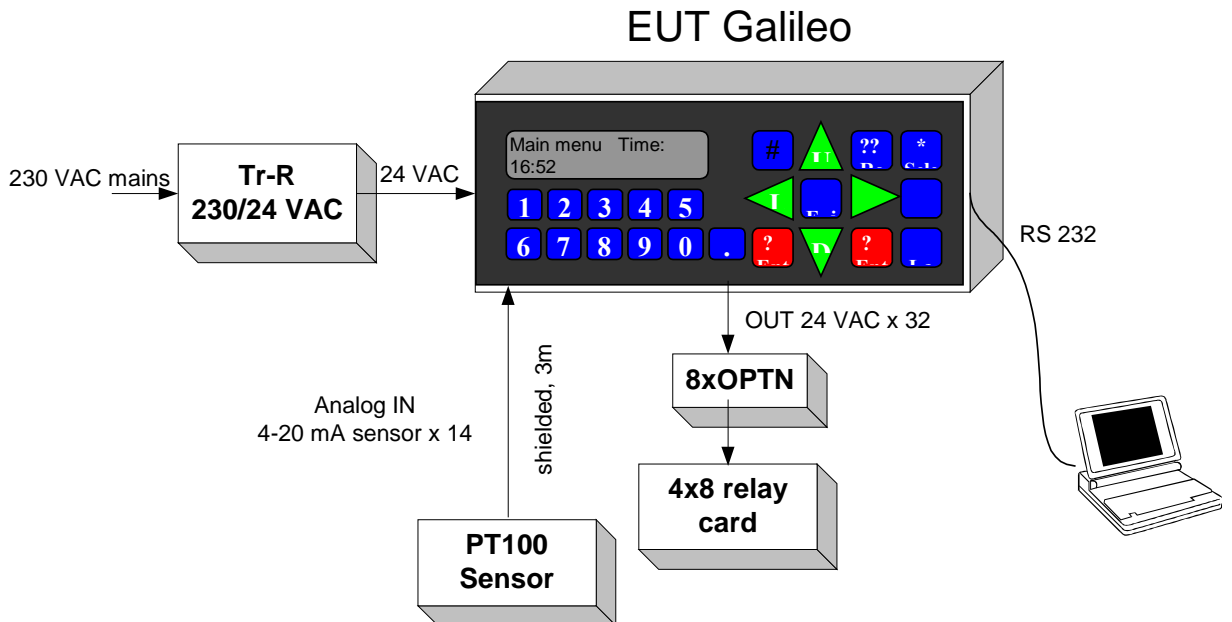 EUT Galileo
230 VAC mains
Tr-R
230/24 VAC
24 VAC
Main menu Time:
16:52
#
??
*
1 2 3 4 5
6 7 8 9 0 .
?
?
RS 232
OUT 24 VAC x 32
8xOPTN
4x8 relay
card
shielded, 3m
Analog IN
4-20 mA sensor x 14
PT100
Sensor